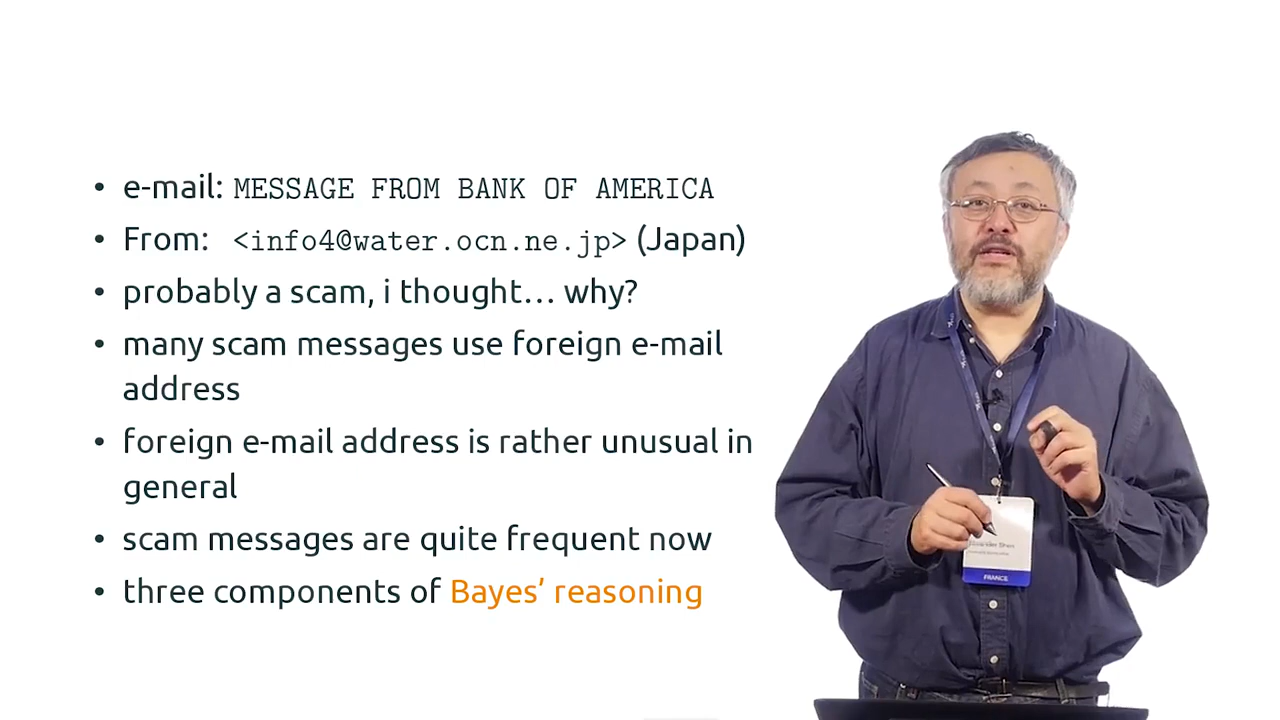 • e-mail: MESSAGE FROM BANK OF AMERICA
• From: <info4@water.ocn.ne.jp> (Japan)
• probably a scam, i thought... why?
• many scam messages use foreign e-mail
address
• foreign e-mail address is rather unusual in
general
• scam messages are quite frequent now
• three components of Bayes’ reasoning
Shen
FRANCE